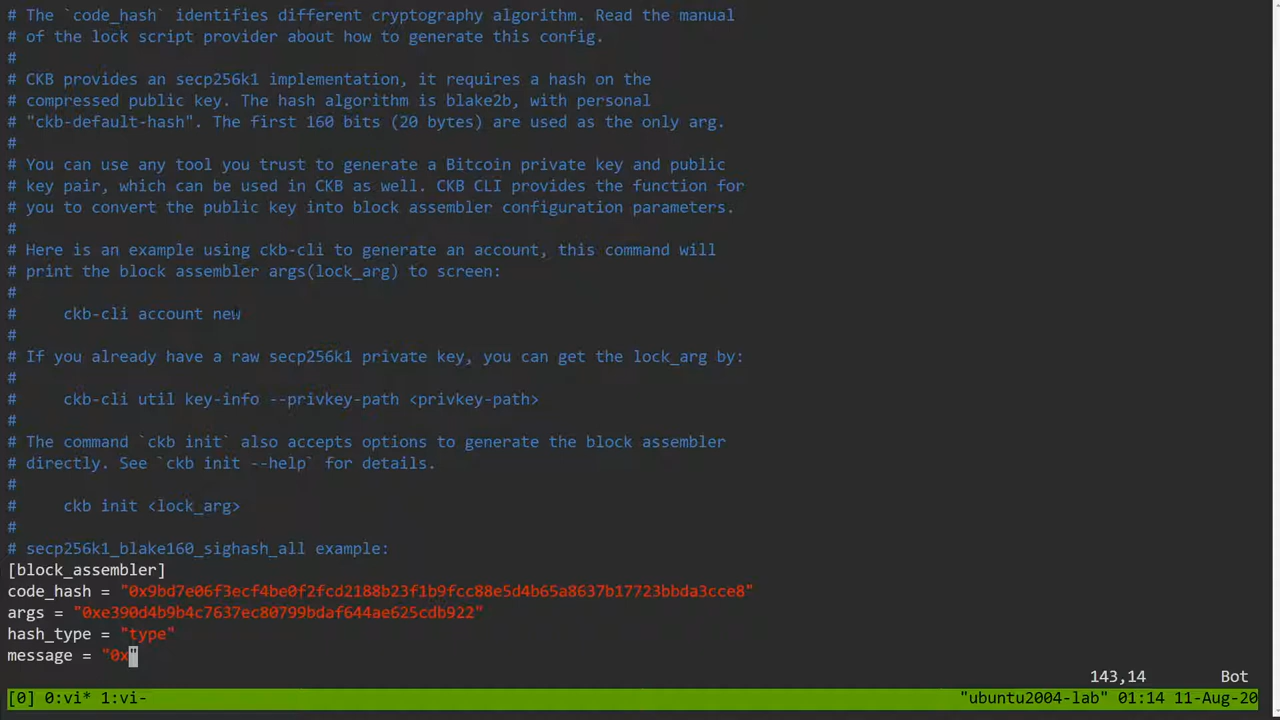 # The `code_hash` identifies different cryptography algorithm. Read the manual
# of the lock script provider about how to generate this config.
#
# CKB provides an secp256k1 implementation, it requires a hash on the
# compressed public key. The hash algorithm is blake2b, with personal
# "ckb-default-hash". The first 160 bits (20 bytes) are used as the only arg.
#
# You can use any tool you trust to generate a Bitcoin private key and public
# key pair, which can be used in CKB as well. CKB CLI provides the function for
# you to convert the public key into block assembler configuration parameters.
#
# Here is an example using ckb-cli to generate an account, this command will
# print the block assembler args(lock_arg) to screen:
#
#     ckb-cli account new
#
# If you already have a raw secp256k1 private key, you can get the lock_arg by:
#
#     ckb-cli util key-info --privkey-path <privkey-path>
#
# The command `ckb init` also accepts options to generate the block assembler
# directly. See `ckb init --help` for details.
#
#     ckb init <lock_arg>
#
# secp256k1_blake160_sighash_all example:
[block_assembler]
code_hash = "0x9bd7e06f3ecf4be0f2fcd2188b23f1b9fcc88e5d4b65a8637b17723bbda3cce8"
args = "0xe390d4b9b4c7637ec80799bdaf644ae625cdb922"
hash_type = "type"
message = "0x"
143,14 Bot
[0] 0:vi* 1:vi- "ubuntu2004-lab" 01:14 11-Aug-20